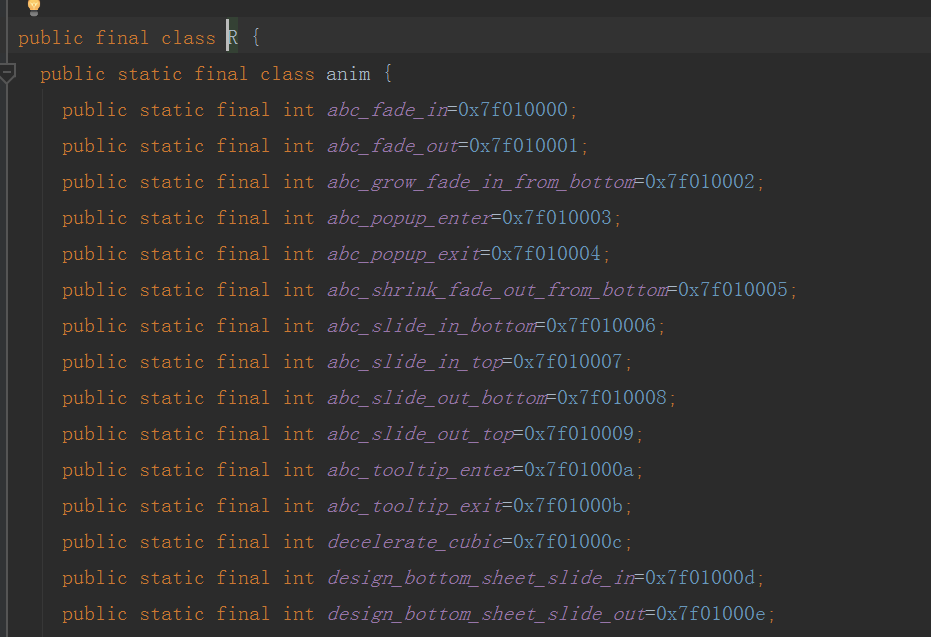 public final class R {
public static final class anim {
public static final int abc_fade_in=0x7f010000;
public static final int abc_fade_out=0x7f010001;
public static final int abc_grow_fade_in_from_bottom=0x7f010002;
public static final int abc_popup_enter=0x7f010003;
public static final int abc_popup_exit=0x7f010004;
public static final int abc_shrink_fade_out_from_bottom=0x7f010005;
public static final int abc_slide_in_bottom=0x7f010006;
public static final int abc_slide_in_top=0x7f010007;
public static final int abc_slide_out_bottom=0x7f010008;
public static final int abc_slide_out_top=0x7f010009;
public static final int abc_tooltip_enter=0x7f01000a;
public static final int abc_tooltip_exit=0x7f01000b;
public static final int decelerate_cubic=0x7f01000c;
public static final int design_bottom_sheet_slide_in=0x7f01000d;
public static final int design_bottom_sheet_slide_out=0x7f01000e;